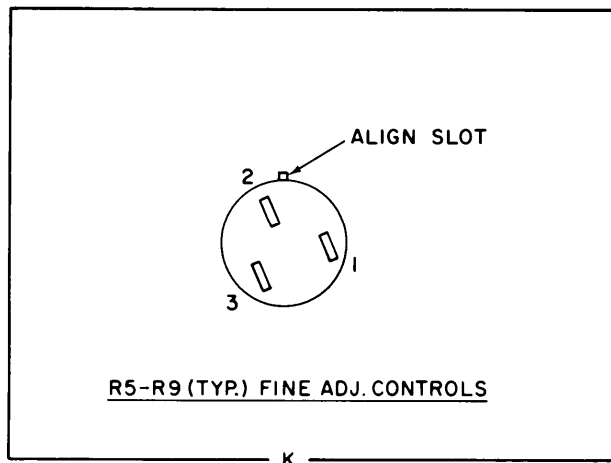 ALIGN SLOT
2
1
3
R5-R9 (TYP.) FINE ADJ. CONTROLS
K